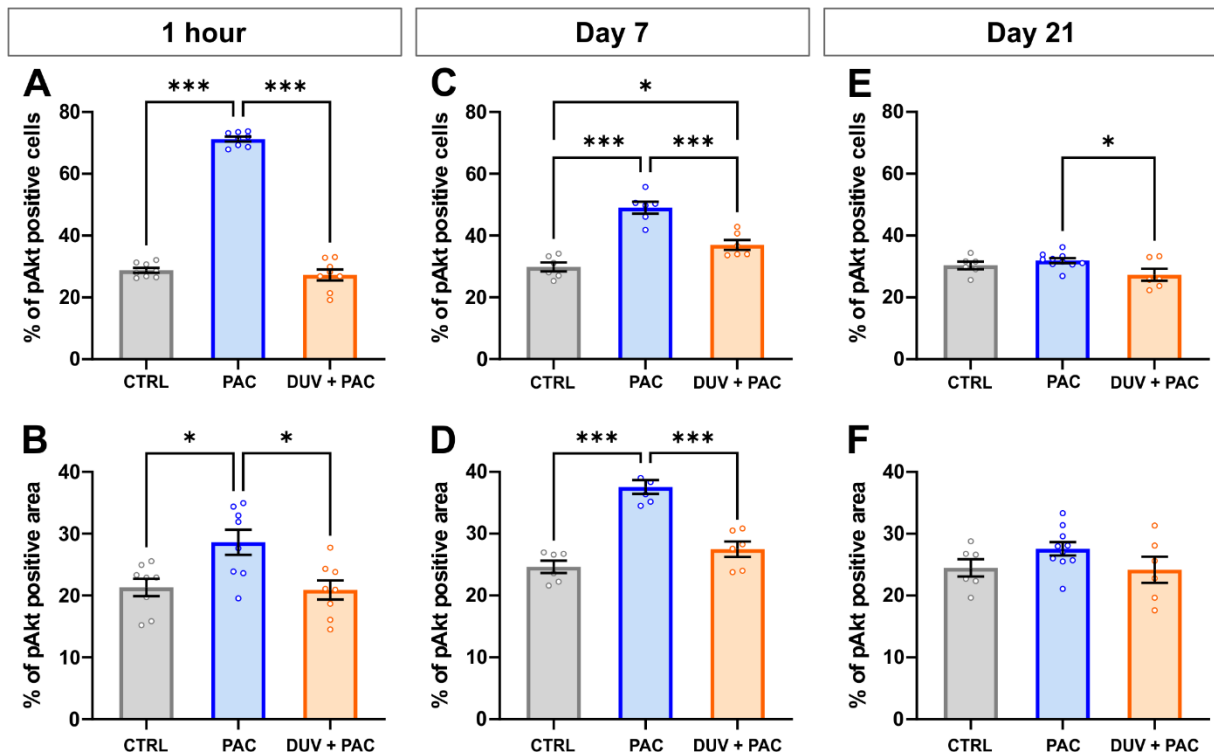 1 hour
Day 7
Day 21
A
*** ***
% of pAkt positive cells
80
60
40
20
0
CTRL PAC DUV + PAC
C
*
*** ***
% of pAkt positive cells
80
60
40
20
0
CTRL PAC DUV + PAC
E
*
% of pAkt positive cells
80
60
40
20
0
CTRL PAC DUV + PAC
B
* *
% of pAkt positive area
40
30
20
10
0
CTRL PAC DUV + PAC
D
*** ***
% of pAkt positive area
40
30
20
10
0
CTRL PAC DUV + PAC
F
% of pAkt positive area
40
30
20
10
0
CTRL PAC DUV + PAC